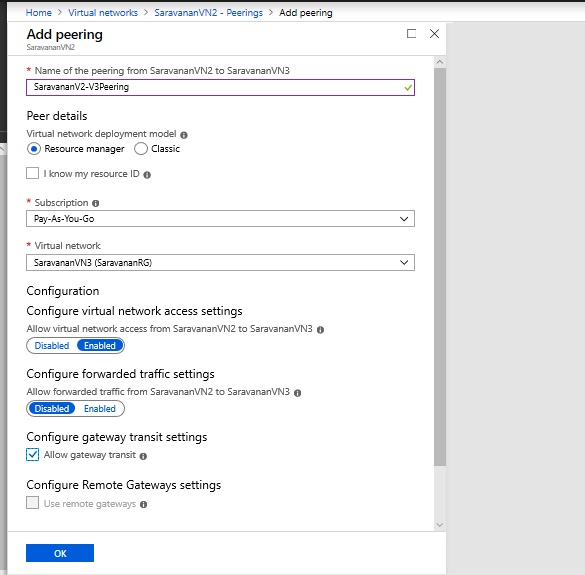 Home > Virtual networks > SaravananVN2 - Peerings > Add peering
Add peering
SaravananVN2
* Name of the peering from SaravananVN2 to SaravananVN3
SaravananV2-V3Peering
Peer details
Virtual network deployment model
Resource manager Classic
I know my resource ID
* Subscription
Pay-As-You-Go
* Virtual network
SaravananVN3 (SaravananRG)
Configuration
Configure virtual network access settings
Allow virtual network access from SaravananVN2 to SaravananVN3
Disabled Enabled
Configure forwarded traffic settings
Allow forwarded traffic from SaravananVN2 to SaravananVN3
Disabled Enabled
Configure gateway transit settings
Allow gateway transit
Configure Remote Gateways settings
Use remote gateways
OK